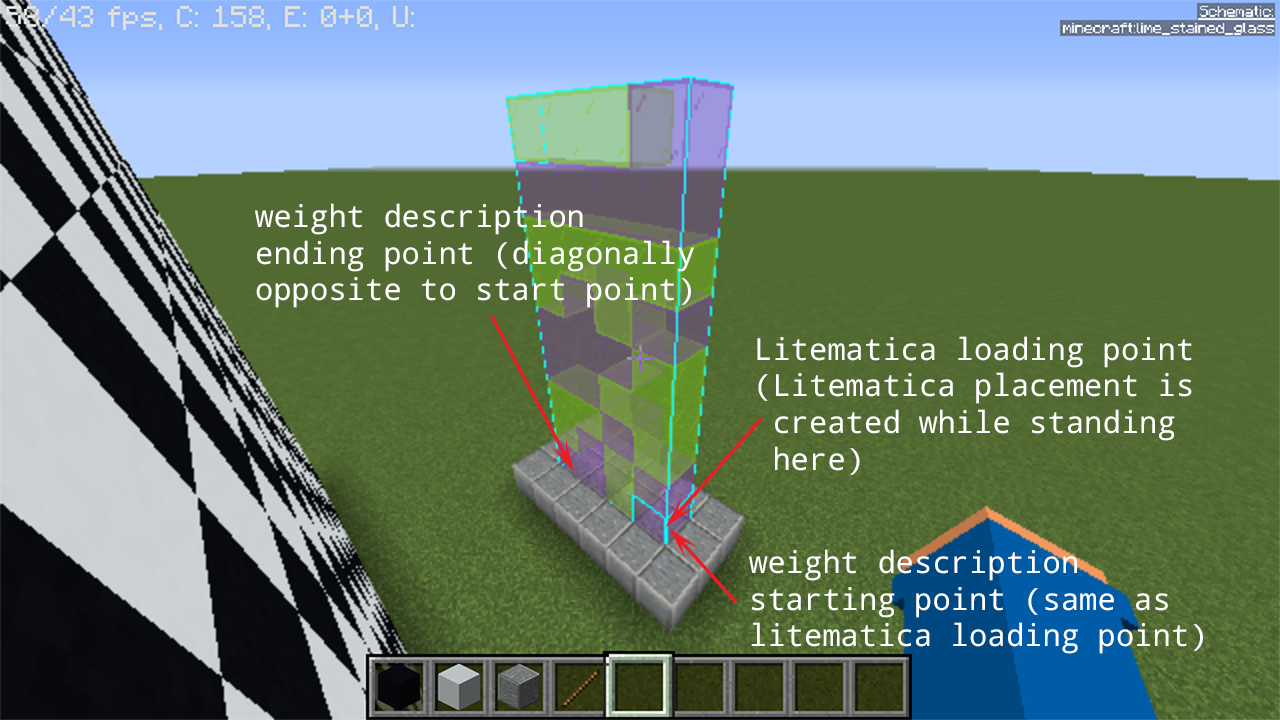 /43 fps, C: 158, E: 0+0, U:
Schematic:
minecraft:lime_stained_glass
weight description
ending point (diagonally
opposite to start point)
Litematica loading point
(Litematica placement is
created while standing
here)
weight description
starting point (same as
litematica loading point)